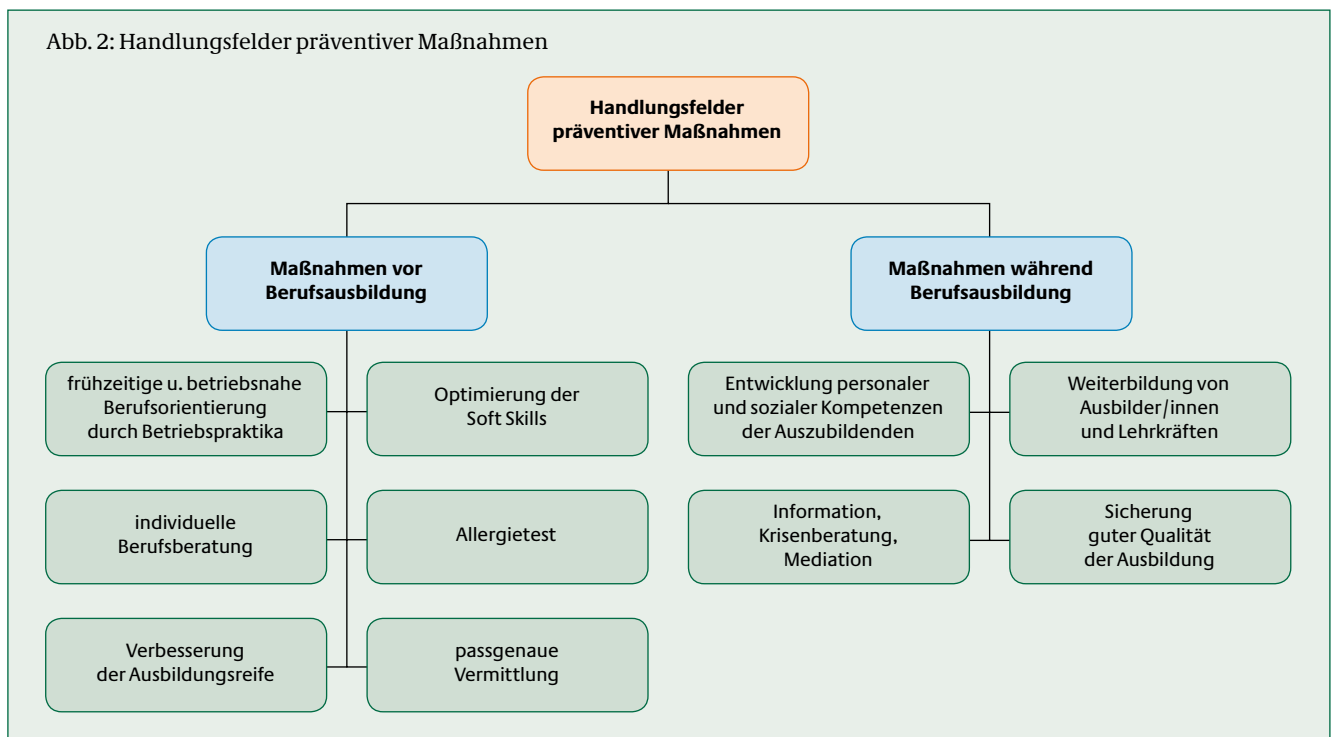 Abb. 2: Handlungsfelder präventiver Maßnahmen
Handlungsfelder
präventiver Maßnahmen
Maßnahmen vor
Berufsausbildung
Maßnahmen während
Berufsausbildung
frühzeitige u. betriebsnahe
Berufsorientierung
durch Betriebspraktika
Optimierung der
Soft Skills
Entwicklung personaler
und sozialer Kompetenzen
der Auszubildenden
Weiterbildung von
Ausbilder/innen
und Lehrkräften
individuelle
Berufsberatung
Allergietest
Information,
Krisenberatung,
Mediation
Sicherung
guter Qualität
der Ausbildung
Verbesserung
der Ausbildungsreife
passgenaue
Vermittlung